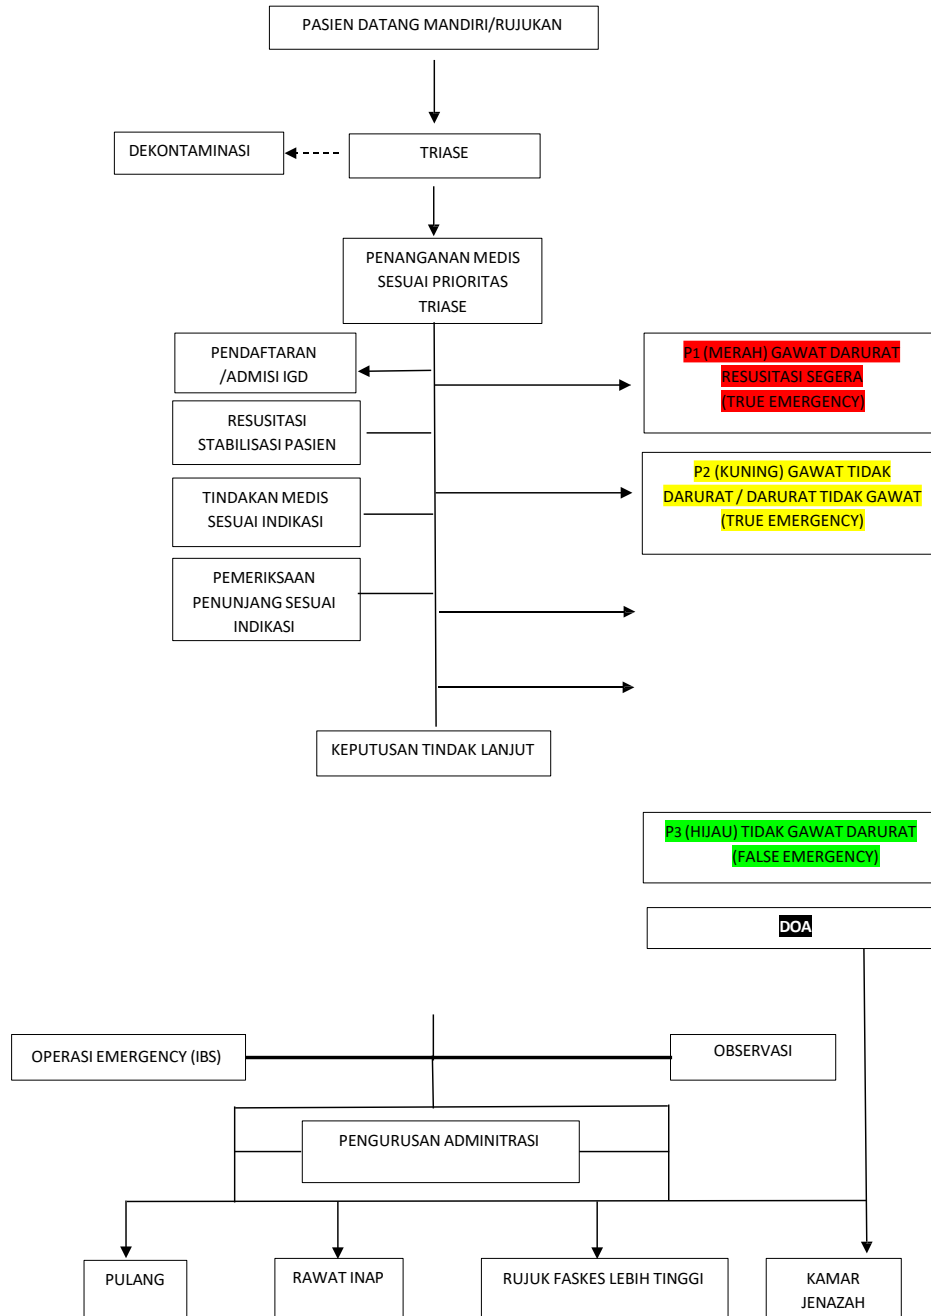 PASIEN DATANG MANDIRI/RUJUKAN
DEKONTAMINASI
TRIASE
PENANGANAN MEDIS
SESUAI PRIORITAS
TRIASE
PENDAFTARAN
/ADMISI IGD
P1 (MERAH) GAWAT DARURAT
RESUSITASI SEGERA
(TRUE EMERGENCY)
RESUSITASI
STABILISASI PASIEN
P2 (KUNING) GAWAT TIDAK
DARURAT / DARURAT TIDAK GAWAT
(TRUE EMERGENCY)
TINDAKAN MEDIS
SESUAI INDIKASI
PEMERIKSAAN
PENUNJANG SESUAI
INDIKASI
KEPUTUSAN TINDAK LANJUT
P3 (HIJAU) TIDAK GAWAT DARURAT
(FALSE EMERGENCY)
DOA
OPERASI EMERGENCY (IBS)
OBSERVASI
PENGURUSAN ADMINITRASI
PULANG
RAWAT INAP
RUJUK FASKES LEBIH TINGGI
KAMAR
JENAZAH